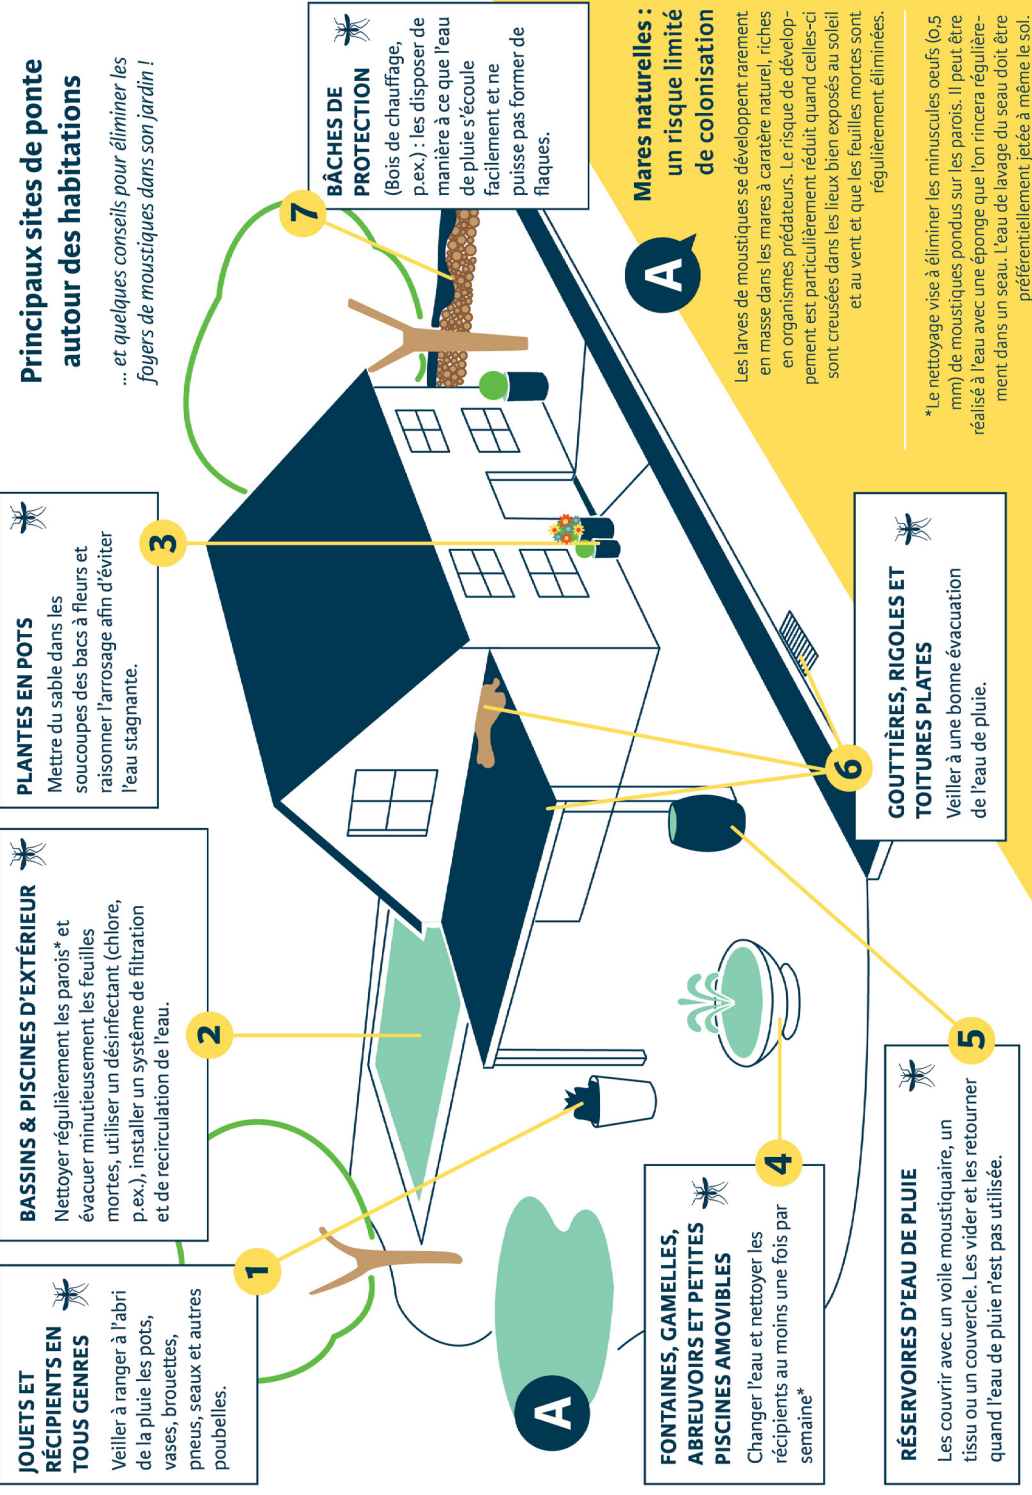 Principaux sites de ponte
autour des habitations
... et quelques conseils pour éliminer les
foyers de moustiques dans son jardin !
JOUETS ET
RÉCIPIENTS EN
TOUS GENRES
Veiller à ranger à l'abri
de la pluie les pots,
vases, brouettes,
pneus, seaux et autres
poubelles.
1
BASSINS & PISCINES D'EXTÉRIEUR
Nettoyer régulièrement les parois* et
évacuer minutieusement les feuilles
mortes, utiliser un désinfectant (chlore,
p.ex.), installer un système de filtration
et de recirculation de l'eau.
2
PLANTES EN POTS
Mettre du sable dans les
soucoupes des bacs à fleurs et
raisonner l'arrosage afin d'éviter
l'eau stagnante.
3
FONTAINES, GAMELLES,
ABREUVOIRS ET PETITES
PISCINES AMOVIBLES
Changer l'eau et nettoyer les
récipients au moins une fois par
semaine*
4
RÉSERVOIRES D'EAU DE PLUIE
Les couvrir avec un voile moustiquaire, un
tissu ou un couvercle. Les vider et les retourner
quand l'eau de pluie n'est pas utilisée.
5
GOUTTIÈRES, RIGOLES ET
TOITURES PLATES
Veiller à une bonne évacuation
de l'eau de pluie.
6
BÂCHES DE
PROTECTION
(Bois de chauffage,
p.ex.) : les disposer de
manière à ce que l'eau
de pluie s'écoule
facilement et ne
puisse pas former de
flaques.
7
A
A
Mares naturelles :
un risque limité
de colonisation
Les larves de moustiques se développent rarement
en masse dans les mares à caratère naturel, riches
en organismes prédateurs. Le risque de dévelop-
pement est particulièrement réduit quand celles-ci
sont creusées dans les lieux bien exposés au soleil
et au vent et que les feuilles mortes sont
régulièrement éliminées.
*Le nettoyage vise à éliminer les minuscules oeufs (0,5
mm) de moustiques pondus sur les parois. Il peut être
réalisé à l'eau avec une éponge que l'on rincera régulière-
ment dans un seau. L'eau de lavage du seau doit être
préférentiellement jetée à même le sol.